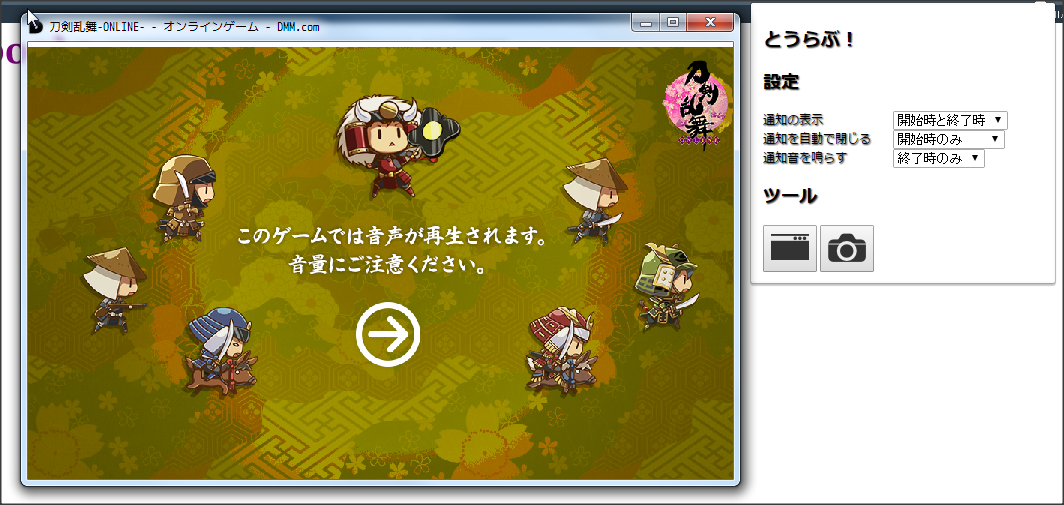 刀剣乱舞-ONLINE- - オンラインゲーム - DMM.com
刀剣乱舞
このゲームでは音声が再生されます。
音量にご注意ください。
とうらぶ！
設定
通知の表示 開始時と終了時
通知を自動で閉じる 開始時のみ
通知音を鳴らす 終了時のみ
ツール